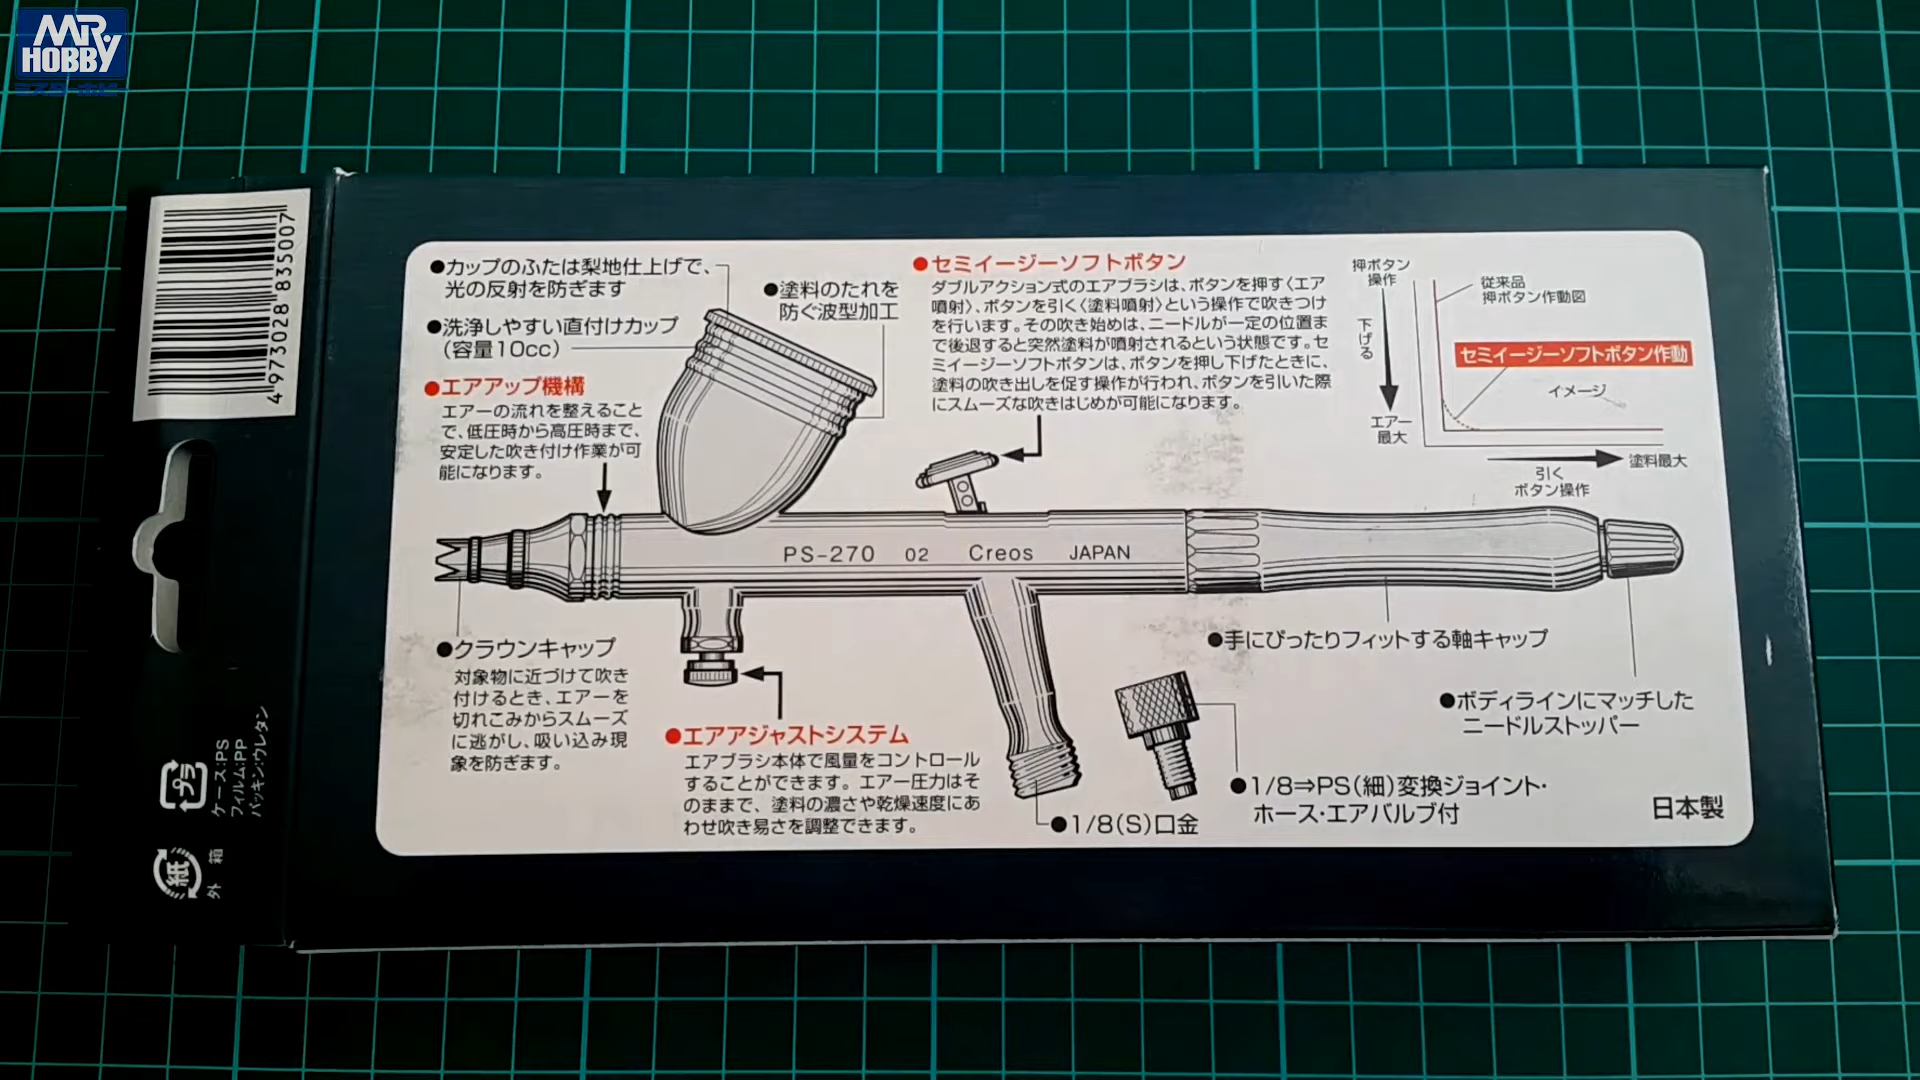 MR.
HOBBY
ミスターホビー
4 973028 835007
プラ
ケース:PS
フィルム:PP
パッキン:ウレタン
紙
外箱
●カップのふたは梨地仕上げで、
光の反射を防ぎます
●洗浄しやすい直付けカップ
(容量10cc)
●塗料のたれを
防ぐ波型加工
●エアアップ機構
エアーの流れを整えること
で、低圧時から高圧時まで、
安定した吹き付け作業が可
能になります。
●セミイージーソフトボタン
ダブルアクション式のエアブラシは、ボタンを押す〈エア
噴射〉、ボタンを引く〈塗料噴射〉という操作で吹きつけ
を行います。その吹き始めは、ニードルが一定の位置ま
で後退すると突然塗料が噴射されるという状態です。セ
ミイージーソフトボタンは、ボタンを押し下げたときに、
塗料の吹き出しを促す操作が行われ、ボタンを引いた際
にスムーズな吹きはじめが可能になります。
押ボタン
操作
下げる
エアー
最大
従来品
押ボタン作動図
セミイージーソフトボタン作動
イメージ
引く
ボタン操作
塗料最大
PS-270 02 Creos JAPAN
●クラウンキャップ
対象物に近づけて吹き
付けるとき、エアーを
切れこみからスムーズ
に逃がし、吸い込み現
象を防ぎます。
●エアアジャストシステム
エアブラシ本体で風量をコントロール
することができます。エアー圧力はそ
のままで、塗料の濃さや乾燥速度にあ
わせ吹き易さを調整できます。
●1/8(S)口金
●手にぴったりフィットする軸キャップ
●ボディラインにマッチした
ニードルストッパー
●1/8⇒PS(細)変換ジョイント・
ホース・エアバルブ付
日本製